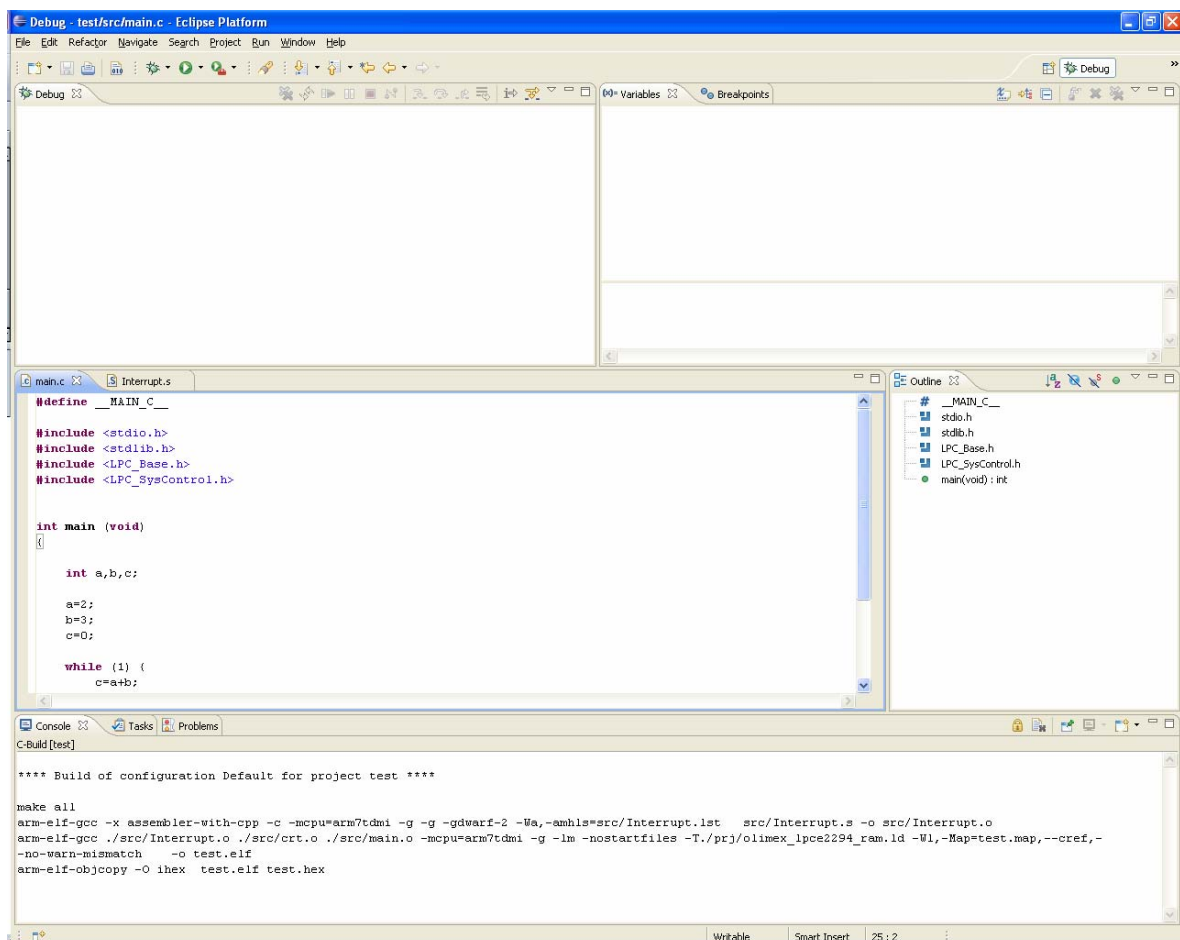 Debug - test/src/main.c - Eclipse Platform
File Edit Refactor Navigate Search Project Run Window Help
Debug
»
Debug
(x)= Variables
Breakpoints
main.c
Interrupt.s
Outline
#define __MAIN_C__
#include <stdio.h>
#include <stdlib.h>
#include <LPC_Base.h>
#include <LPC_SysControl.h>
int main (void)
{
int a,b,c;
a=2;
b=3;
c=0;
while (1) {
c=a+b;
# __MAIN_C__
stdio.h
stdlib.h
LPC_Base.h
LPC_SysControl.h
main(void) : int
Console
Tasks
Problems
C-Build [test]
**** Build of configuration Default for project test ****
make all
arm-elf-gcc -x assembler-with-cpp -c -mcpu=arm7tdmi -g -g -gdwarf-2 -Wa,-amhls=src/Interrupt.lst src/Interrupt.s -o src/Interrupt.o
arm-elf-gcc ./src/Interrupt.o ./src/crt.o ./src/main.o -mcpu=arm7tdmi -g -lm -nostartfiles -T./prj/olimex_lpce2294_ram.ld -Wl,-Map=test.map,--cref,-
-no-warn-mismatch -o test.elf
arm-elf-objcopy -O ihex test.elf test.hex
Writable
Smart Insert
25 : 2